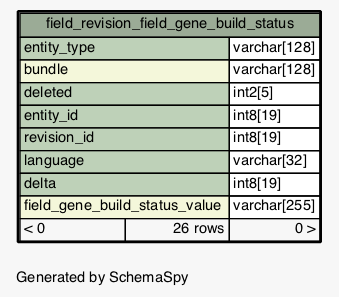 field_revision_field_gene_build_status
entity_type varchar[128]
bundle varchar[128]
deleted int2[5]
entity_id int8[19]
revision_id int8[19]
language varchar[32]
delta int8[19]
field_gene_build_status_value varchar[255]
< 0 26 rows 0 >
Generated by SchemaSpy